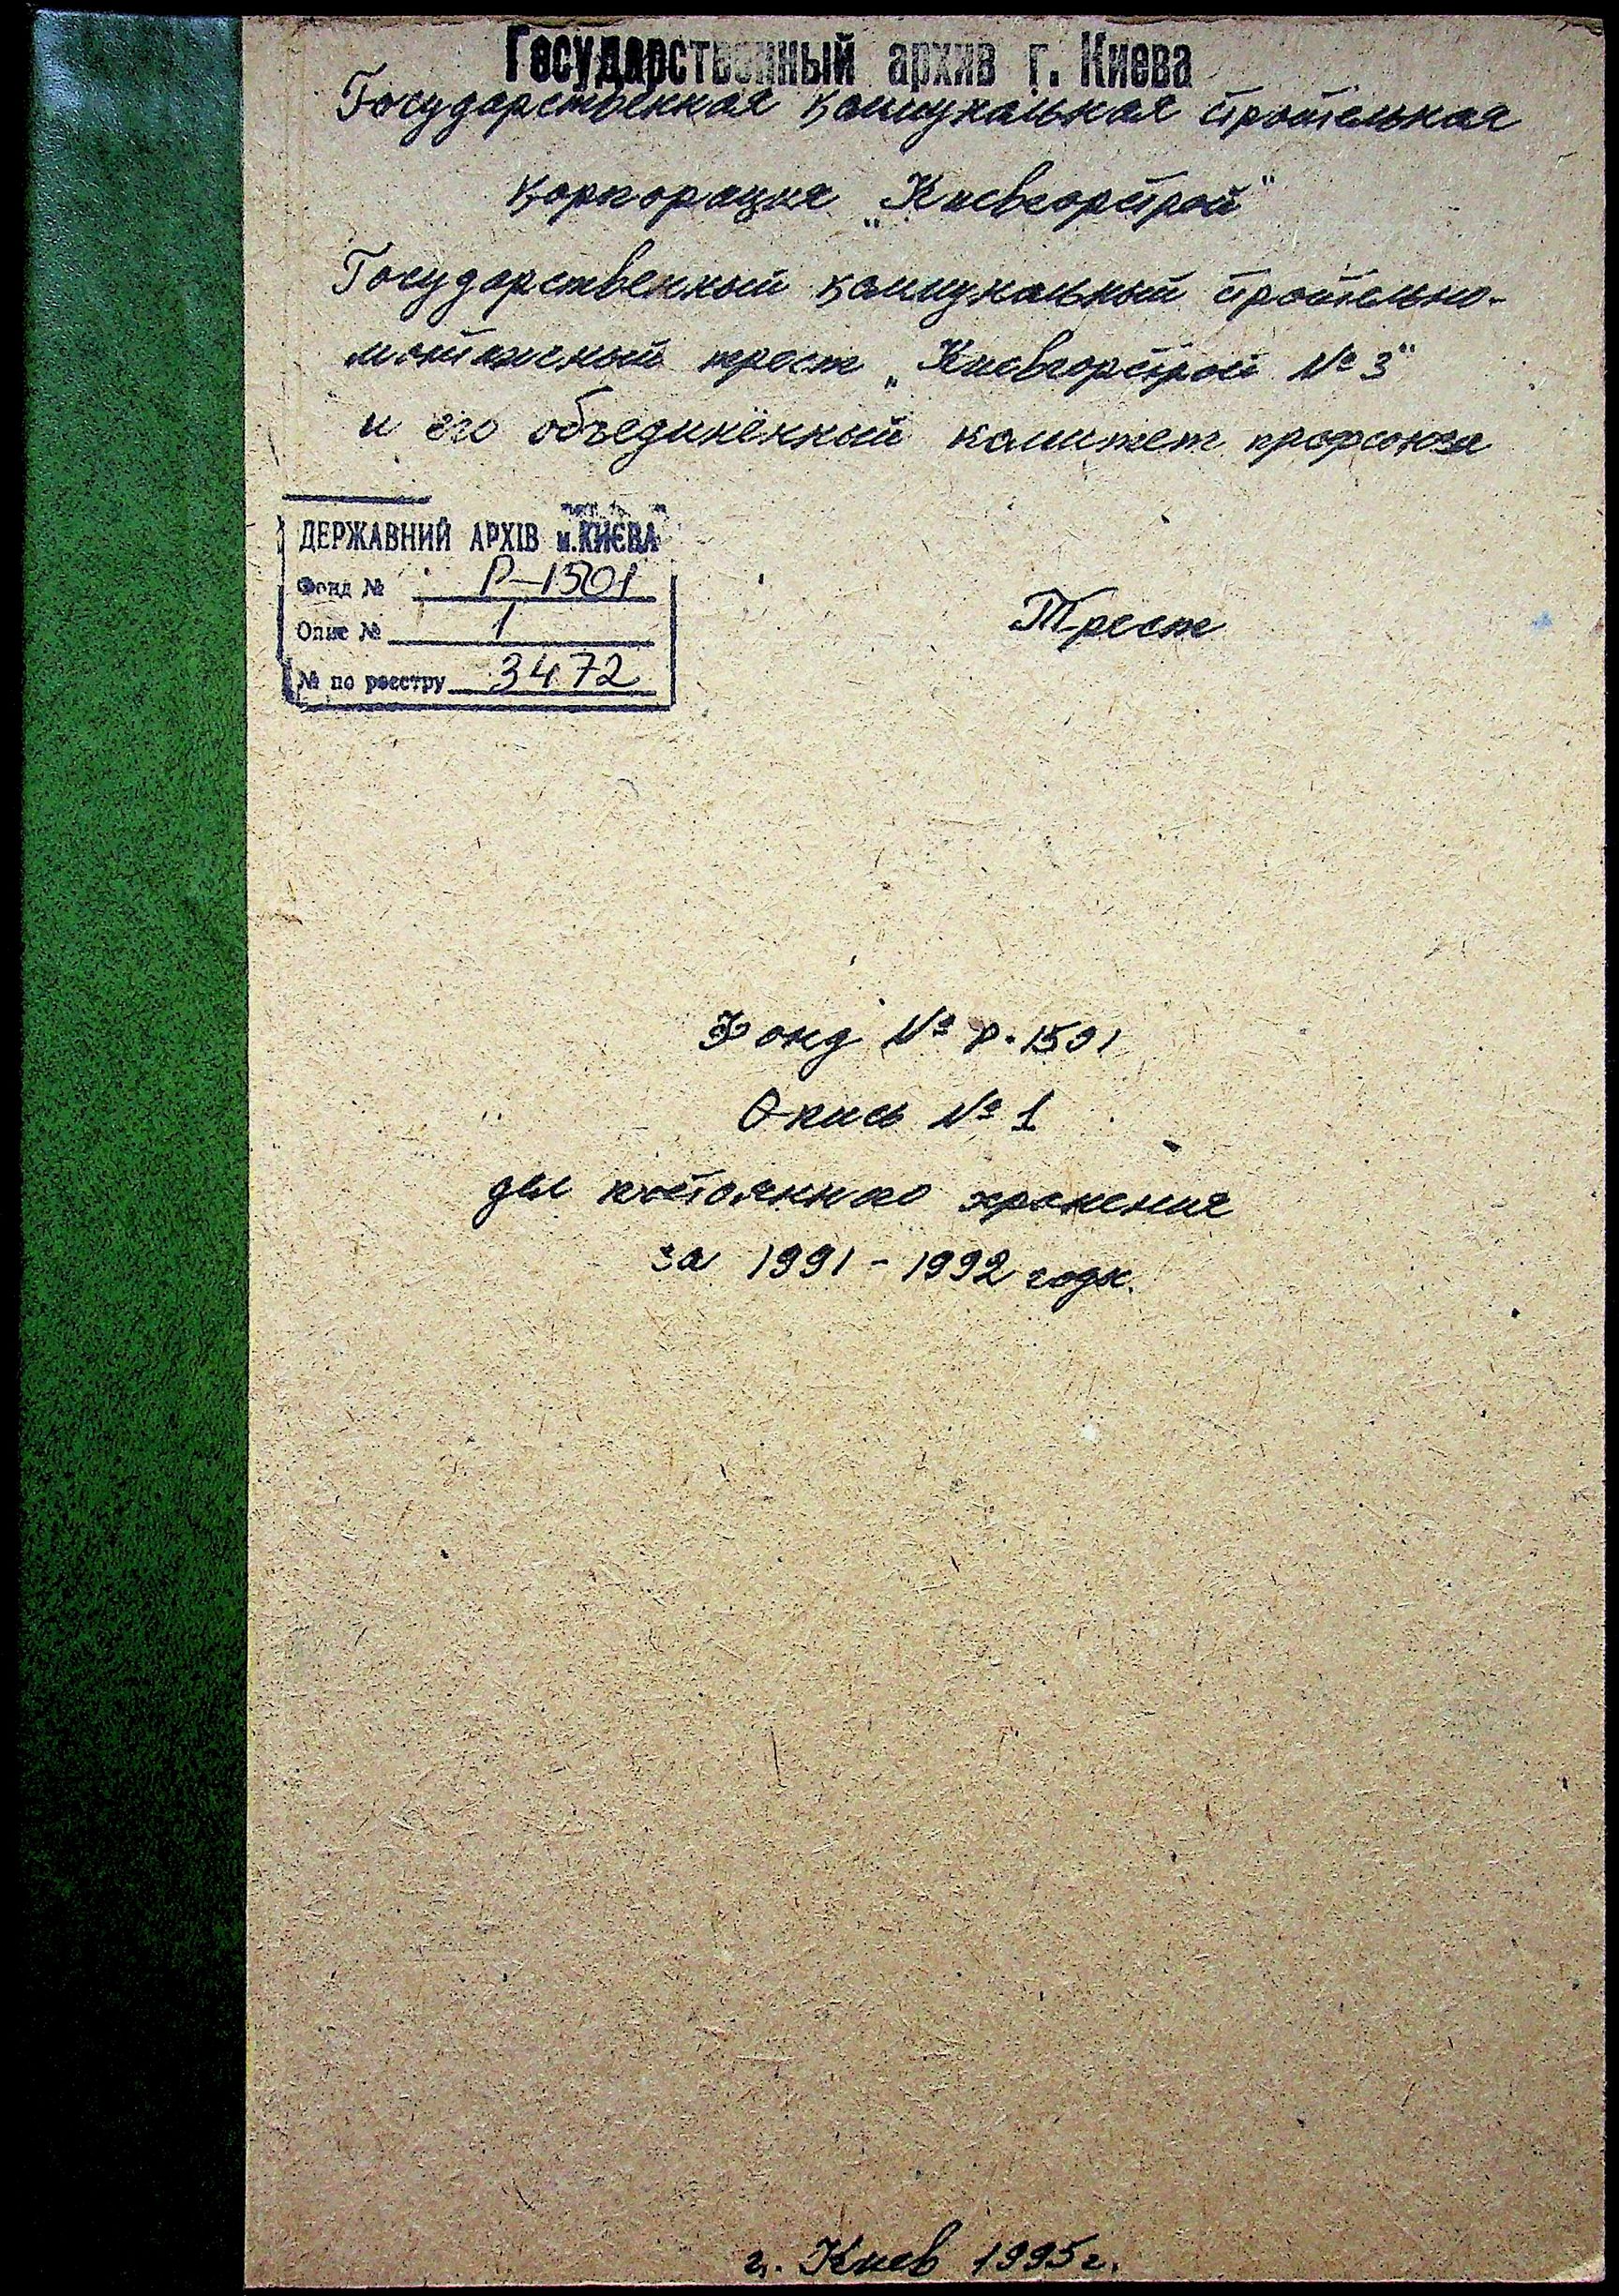 Государственный архив г. Киева
Государственная коммунальная строительная
корпорация „Киевгорстрой"
Государственный коммунальный строительно-
монтажный трест „Киевгорстрой № 3"
и его объединённый комитет профсоюза
ДЕРЖАВНИЙ АРХІВ м.КИЄВА
Фонд № Р-1501
Опис № 1
№ по реєстру 3472
Трест
Фонд № Р-1501
Опись № 1
дел постоянного хранения
за 1991 - 1992 годы.
г. Киев 1995 г.